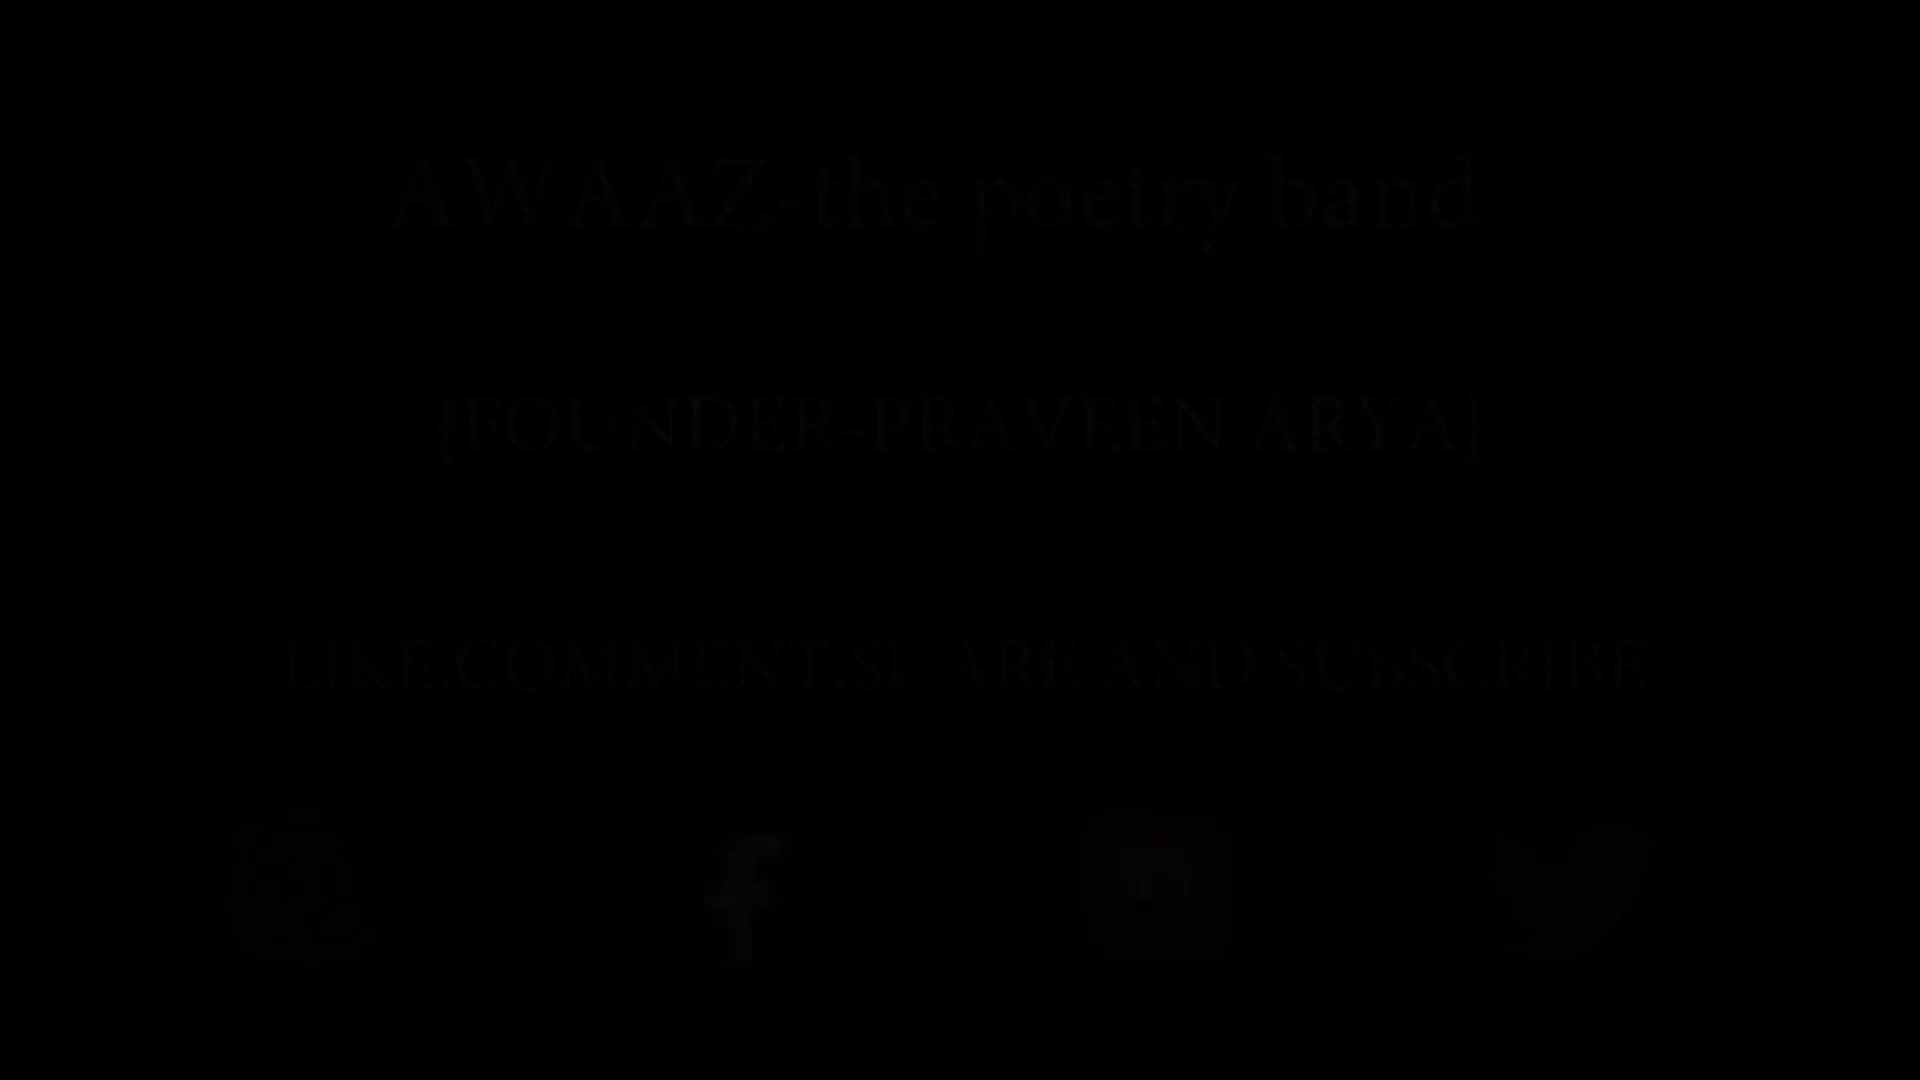 AWAAZ-the poetry band
{FOUNDER-PRAVEEN ARYA}
LIKE,COMMENT,SHARE AND SUBSCRIBE